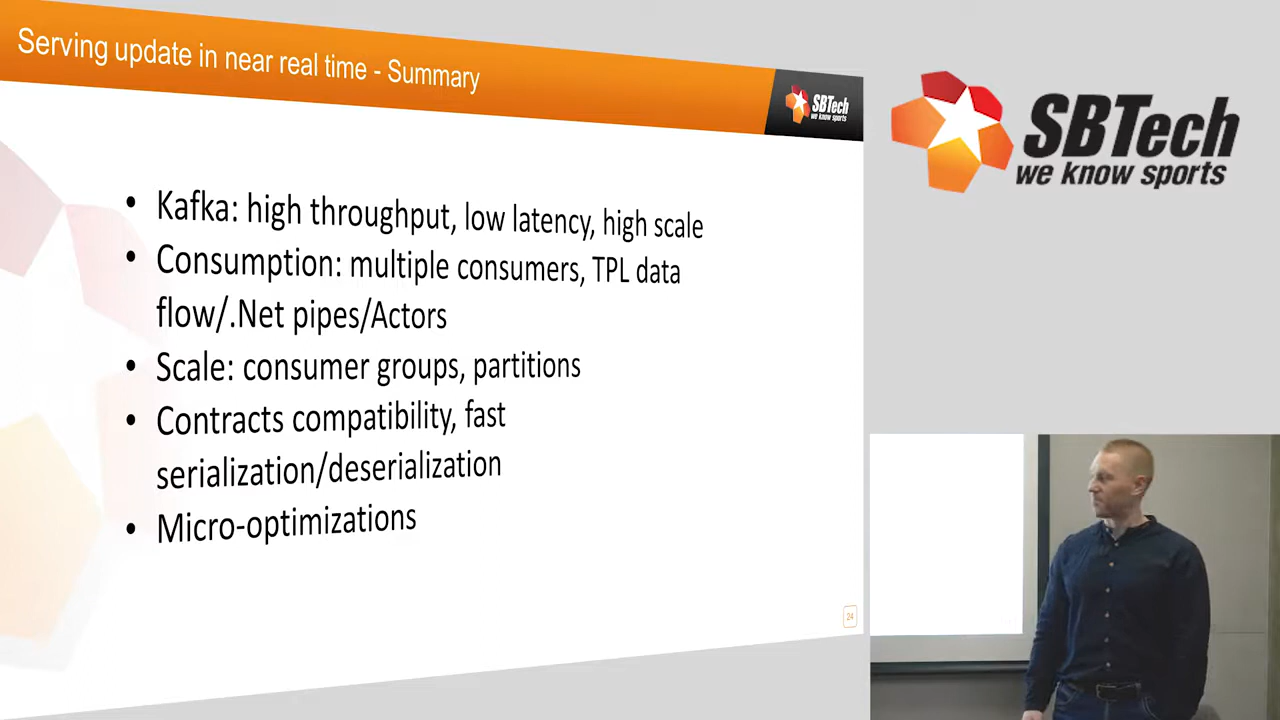 Serving update in near real time - Summary
SBTech
we know sports
SBTech
we know sports
• Kafka: high throughput, low latency, high scale
• Consumption: multiple consumers, TPL data
flow/.Net pipes/Actors
• Scale: consumer groups, partitions
• Contracts compatibility, fast
serialization/deserialization
• Micro-optimizations
24